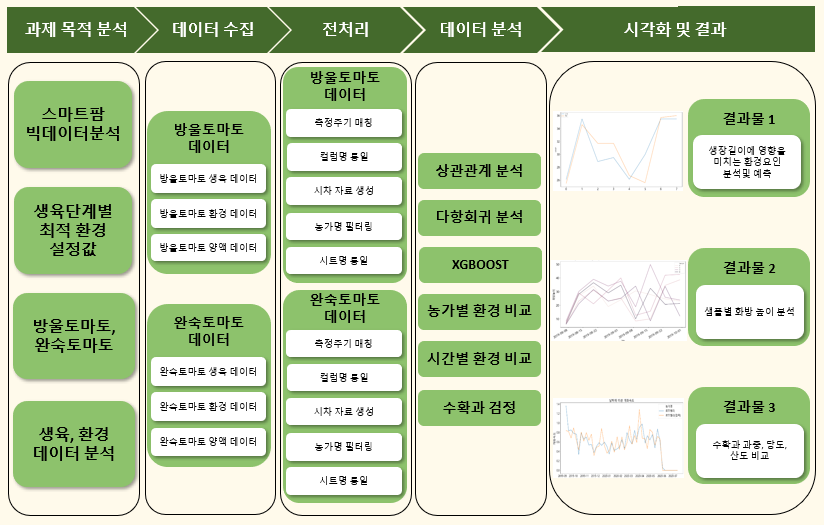 과제 목적 분석
데이터 수집
전처리
데이터 분석
시각화 및 결과
스마트팜
빅데이터분석
생육단계별
최적 환경
설정값
방울토마토,
완숙토마토
생육, 환경
데이터 분석
방울토마토
데이터
방울토마토 생육 데이터
방울토마토 환경 데이터
방울토마토 양액 데이터
완숙토마토
데이터
완숙토마토 생육 데이터
완숙토마토 환경 데이터
완숙토마토 양액 데이터
방울토마토
데이터
측정주기 매칭
컬럼명 통일
시차 자료 생성
농가명 필터링
시트명 통일
완숙토마토
데이터
측정주기 매칭
컬럼명 통일
시차 자료 생성
농가명 필터링
시트명 통일
상관관계 분석
다항회귀 분석
XGBOOST
농가별 환경 비교
시간별 환경 비교
수확과 검정
결과물 1
생장길이에 영향을
미치는 환경요인
분석및 예측
결과물 2
샘플별 화방 높이 분석
결과물 3
수확과 과중, 당도,
산도 비교